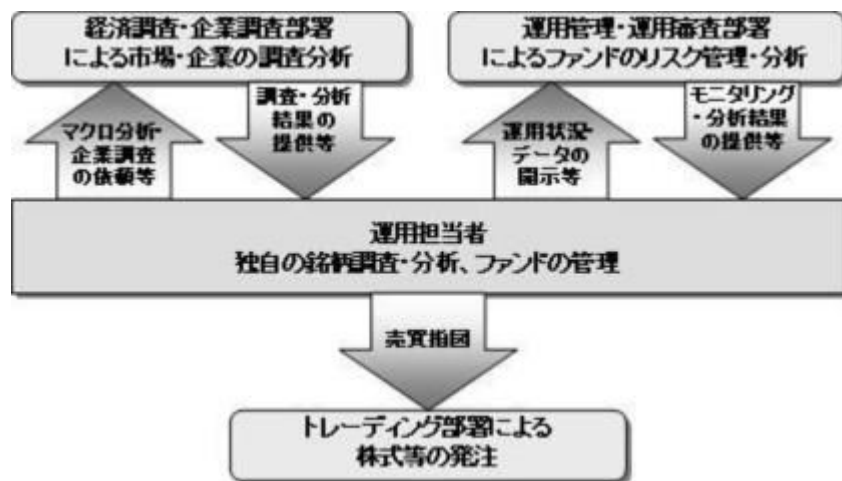 経済調査・企業調査部署
による市場・企業の調査分析
運用管理・運用審査部署
によるファンドのリスク管理・分析
マクロ分析・
企業調査
の依頼等
調査・分析
結果の
提供等
運用状況・
データの
開示等
モニタリング
・分析結果
の提供等
運用担当者
独自の銘柄調査・分析、ファンドの管理
売買指図
トレーディング部署による
株式等の発注